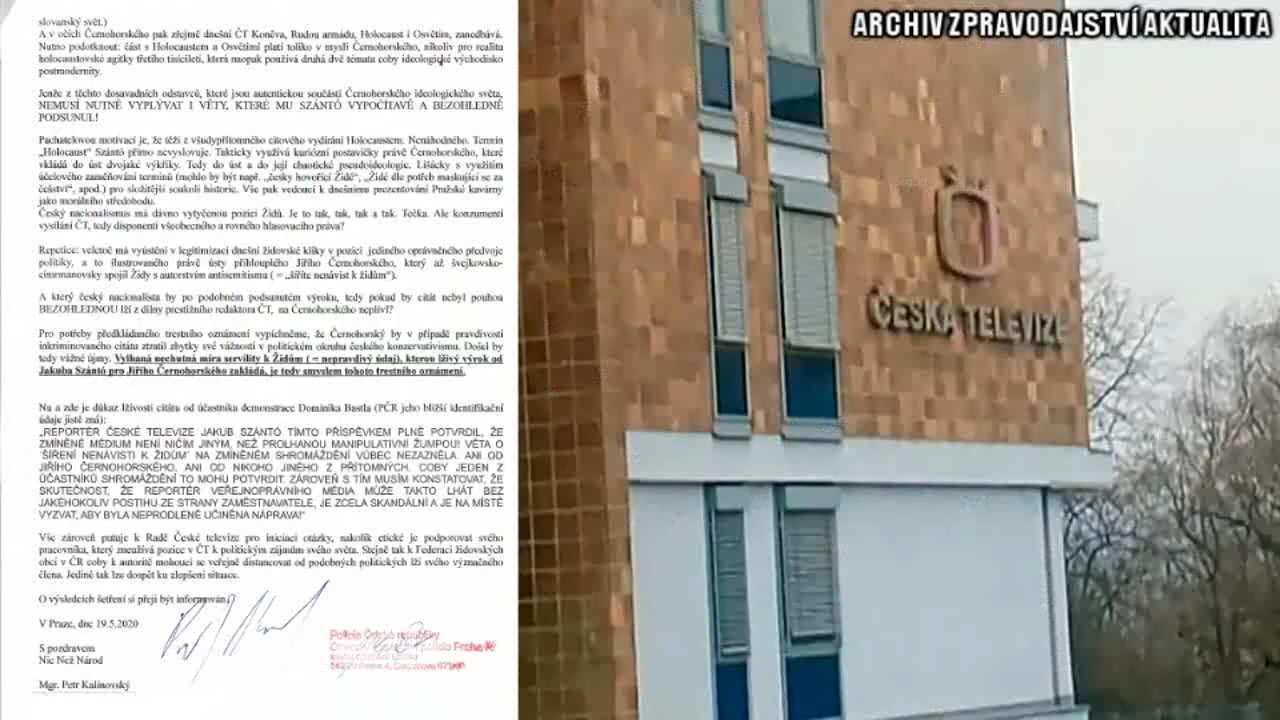 slovanský svět.)
A v očích Černohorského pak zřejmě dnešní ČT Koněva, Rudou armádu, Holocaust i Osvětim, zanedbává.
Nutno podotknout: část s Holocaustem a Osvětimí platí toliko v mysli Černohorského, nikoliv pro realitu
holocaustovské agitky třetího tisíciletí, která naopak používá druhá dvě témata coby ideologické východisko
postmodernity.
Jenže z těchto dosavadních odstavců, které jsou autentickou součástí Černohorského ideologického světa,
NEMUSÍ NUTNĚ VYPLÝVAT I VĚTY, KTERÉ MU SZÁNTÓ VYPOČÍTAVĚ A BEZOHLEDNĚ
PODSUNUL!
Pachatelovou motivací je, že těží z všudypřítomného citového vydírání Holocaustem: Nenáhodného. Termín
„Holocaust" Szántó přímo nevyslovuje. Takticky využívá kuriózní postavičky právě Černohorského, které
vkládá do úst dvojaké výkřiky. Tedy do úst a do její chaotické pseudoideologie. Lišácky s využitím
účelového zaměňování termínů (mohlo by být např. „česky hovořící Židé", „Židé dle potřeb maskující se za
češství", apod.) pro složitější soukolí historie. Vše pak vedoucí k dnešnímu prezentování Pražské kavárny
jako morálního středobodu.
Český nacionalismus má dávno vytyčenou pozici Židů. Je to tak, tak, tak a tak. Tečka. Ale konzumenti
vysílání ČT, tedy disponenti všeobecného a rovného hlasovacího práva?
Repetice: veletoč má vyústění v legitimizaci dnešní židovské kliky v pozici jediného oprávněného předvoje
politiky, a to ilustrovaného právě ústy přihlouplého Jiřího Černohorského, který až švejkovsko-
cimrmanovsky spojil Židy s autorstvím antisemitismu ( = „šíříte nenávist k židům").
A který český nacionalista by po podobném podsunutém výroku, tedy pokud by citát nebyl pouhou
BEZOHLEDNOU lží z dílny prestižního redaktora ČT, na Černohorského neplivl?
Pro potřeby předkládaného trestního oznámení vypíchněme, že Černohorský by v případě pravdivosti
inkriminovaného citátu ztratil zbytky své vážnosti v politickém okruhu českého konzervativismu. Došel by
tedy vážné újmy. Vylhaná nechutná míra servility k Židům ( = nepravdivý údaj), kterou lživý výrok od
Jakuba Szántó pro Jiřího Černohorského zakládá, je tedy smyslem tohoto trestního oznámení.
Nu a zde je důkaz lživosti citátu od účastníka demonstrace Dominika Bastla (PČR jeho bližší identifikační
údaje jistě zná):
„REPORTÉR ČESKÉ TELEVIZE JAKUB SZÁNTÓ TÍMTO PŘÍSPĚVKEM PLNĚ POTVRDIL, ŽE
ZMÍNĚNÉ MÉDIUM NENÍ NIČÍM JINÝM, NEŽ PROLHANOU MANIPULATIVNÍ ŽUMPOU! VĚTA O
'ŠÍŘENÍ NENÁVISTI K ŽIDŮM' NA ZMÍNĚNÉM SHROMÁŽDĚNÍ VŮBEC NEZAZNĚLA. ANI OD
JIŘÍHO ČERNOHORSKÉHO, ANI OD NIKOHO JINÉHO Z PŘÍTOMNÝCH. COBY JEDEN Z
ÚČASTNÍKŮ SHROMÁŽDĚNÍ TO MOHU POTVRDIT. ZÁROVEŇ S TÍM MUSÍM KONSTATOVAT, ŽE
SKUTEČNOST, ŽE REPORTÉR VEŘEJNOPRÁVNÍHO MÉDIA MŮŽE TAKTO LHÁT BEZ
JAKÉHOKOLIV POSTIHU ZE STRANY ZAMĚSTNAVATELE, JE ZCELA SKANDÁLNÍ A JE NA MÍSTĚ
VYZVAT, ABY BYLA NEPRODLENĚ UČINĚNA NÁPRAVA!"
Vše zároveň putuje k Radě České televize pro iniciaci otázky, nakolik etické je podporovat svého
pracovníka, který zneužívá pozice v ČT k politickým zájmům svého světa. Stejně tak k Federaci židovských
obcí v ČR coby k autoritě mohoucí se veřejně distancovat od podobných politických lží svého význačného
člena. Jedině tak lze dospět ku zlepšení situace.
O výsledcích šetření si přeji být informován.
V Praze, dne 19.5.2020
S pozdravem
Nic Než Národ
Mgr. Petr Kalinovský
Policie České republiky
ARCHIV ZPRAVODAJSTVÍ AKTUALITA
ČESKÁ TELEVIZE